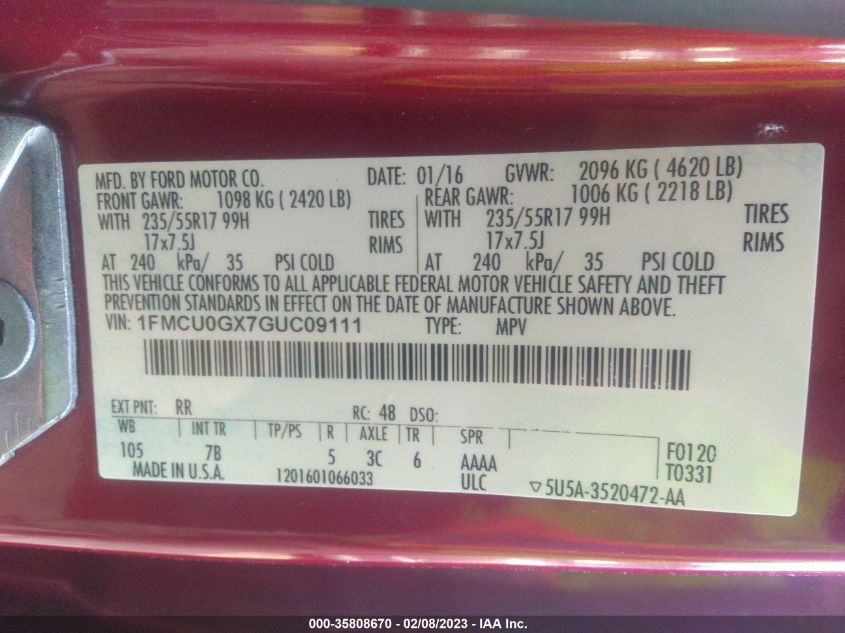 MFD. BY FORD MOTOR CO. DATE: 01/16 GVWR: 2096 KG ( 4620 LB)
FRONT GAWR: 1098 KG ( 2420 LB) REAR GAWR: 1006 KG ( 2218 LB)
WITH 235/55R17 99H TIRES WITH 235/55R17 99H TIRES
17x7.5J RIMS 17x7.5J RIMS
AT 240 kPa/ 35 PSI COLD AT 240 kPa/ 35 PSI COLD
THIS VEHICLE CONFORMS TO ALL APPLICABLE FEDERAL MOTOR VEHICLE SAFETY AND THEFT
PREVENTION STANDARDS IN EFFECT ON THE DATE OF MANUFACTURE SHOWN ABOVE.
VIN: 1FMCU0GX7GUC09111 TYPE: MPV
EXT PNT: RR RC: 48 DSO:
WB INT TR TP/PS R AXLE TR SPR
105 7B 5 3C 6 AAAA F0120
MADE IN U.S.A. 1201601066033 ULC T0331
▽5U5A-3520472-AA
000-35808670 - 02/08/2023 - IAA Inc.